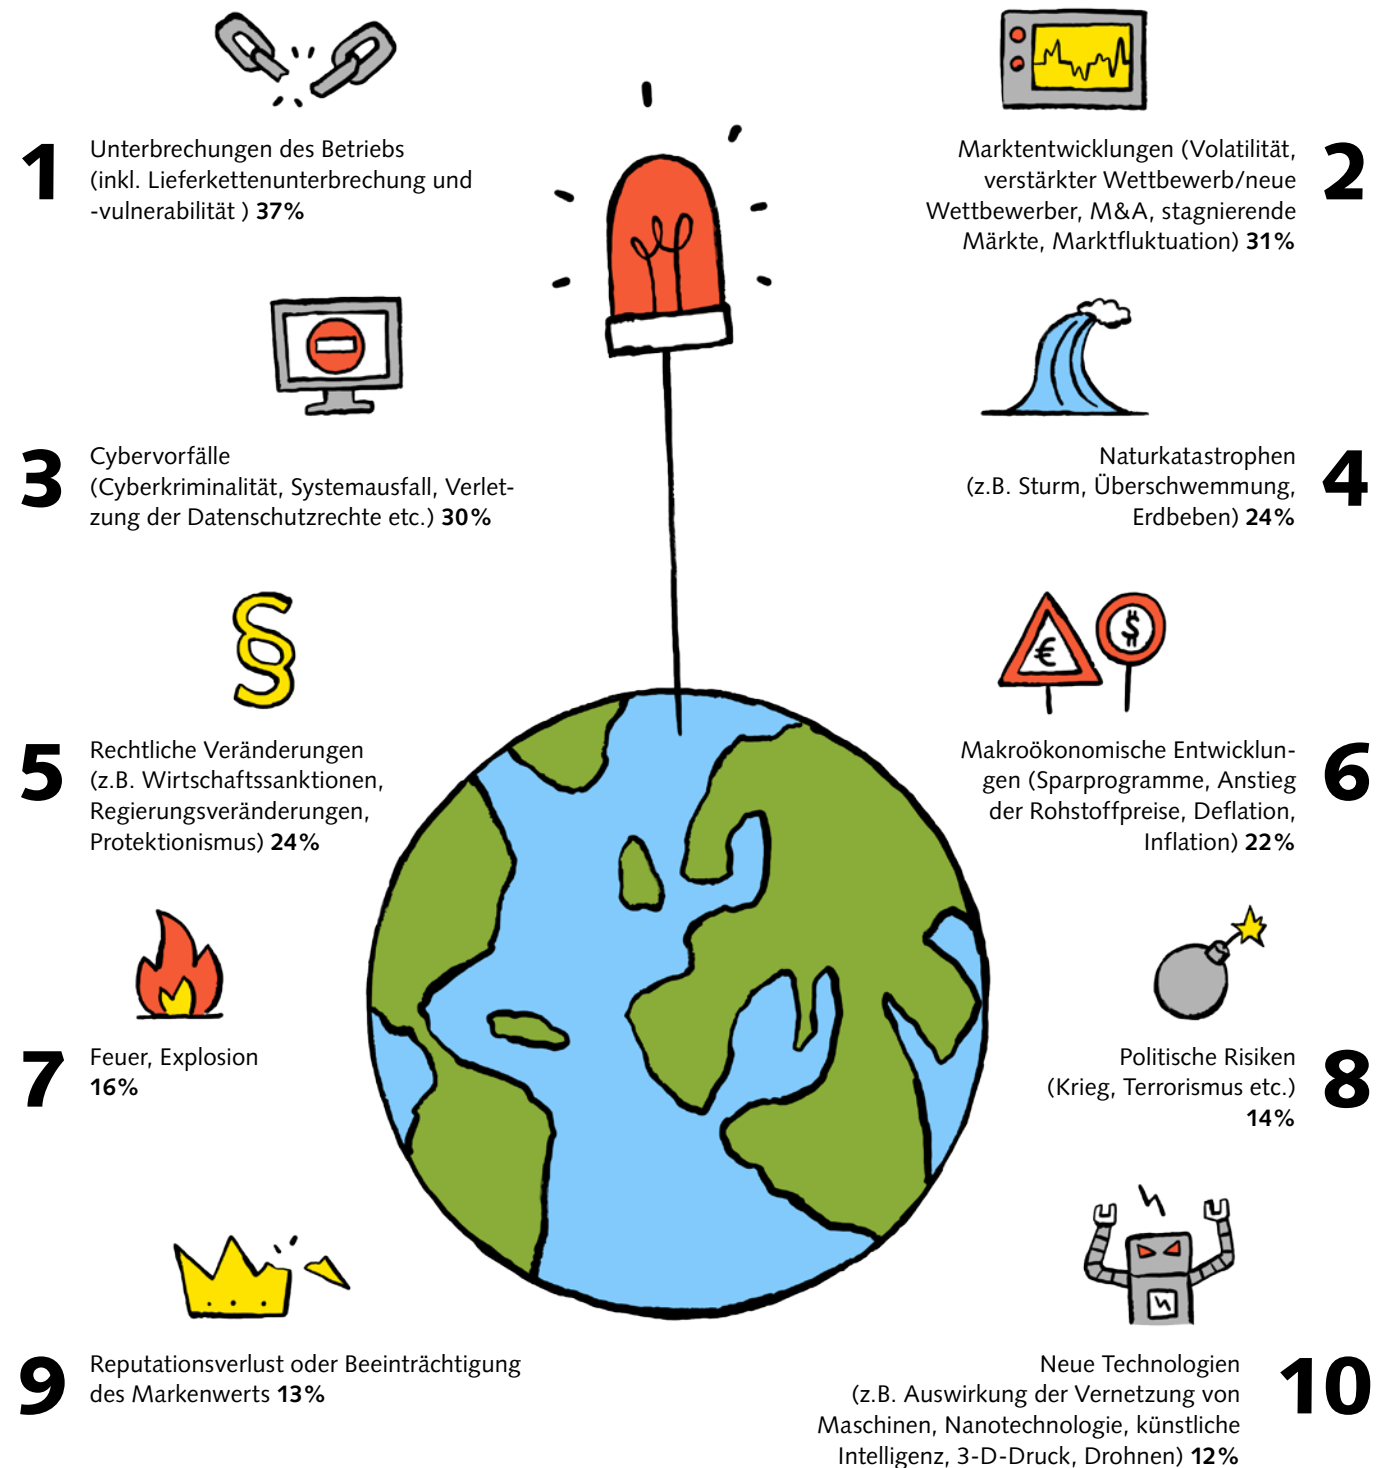 1
Unterbrechungen des Betriebs
(inkl. Lieferkettenunterbrechung und
-vulnerabilität ) 37%
2
Marktentwicklungen (Volatilität,
verstärkter Wettbewerb/neue
Wettbewerber, M&A, stagnierende
Märkte, Marktfluktuation) 31%
3
Cybervorfälle
(Cyberkriminalität, Systemausfall, Verlet-
zung der Datenschutzrechte etc.) 30%
4
Naturkatastrophen
(z.B. Sturm, Überschwemmung,
Erdbeben) 24%
§
5
Rechtliche Veränderungen
(z.B. Wirtschaftssanktionen,
Regierungsveränderungen,
Protektionismus) 24%
€
$
6
Makroökonomische Entwicklun-
gen (Sparprogramme, Anstieg
der Rohstoffpreise, Deflation,
Inflation) 22%
7
Feuer, Explosion
16%
8
Politische Risiken
(Krieg, Terrorismus etc.)
14%
9
Reputationsverlust oder Beeinträchtigung
des Markenwerts 13%
10
Neue Technologien
(z.B. Auswirkung der Vernetzung von
Maschinen, Nanotechnologie, künstliche
Intelligenz, 3-D-Druck, Drohnen) 12%